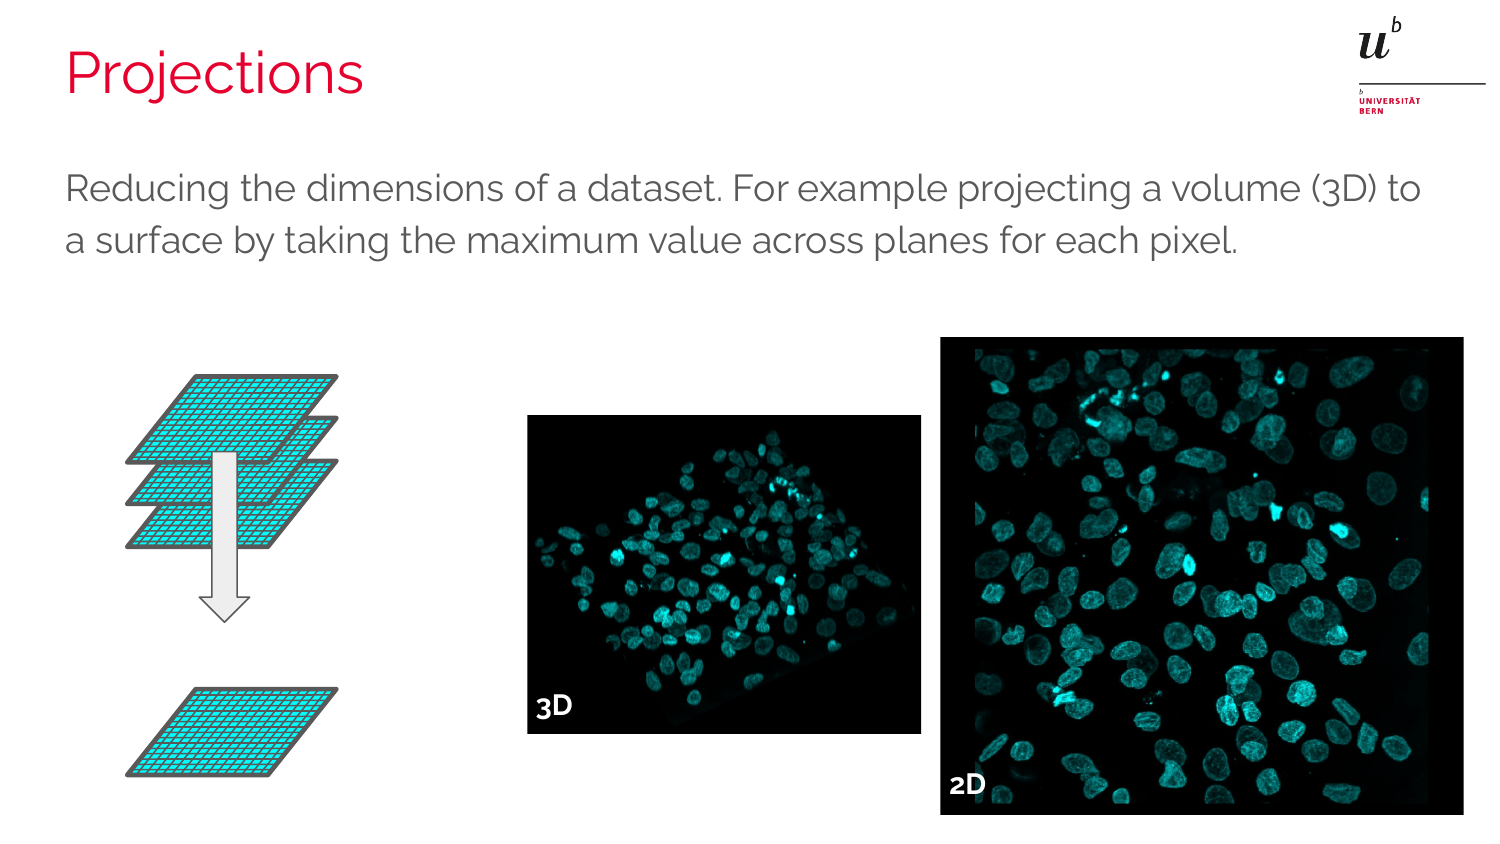 Projections
u b
b
UNIVERSITÄT
BERN
Reducing the dimensions of a dataset. For example projecting a volume (3D) to
a surface by taking the maximum value across planes for each pixel.
3D
2D